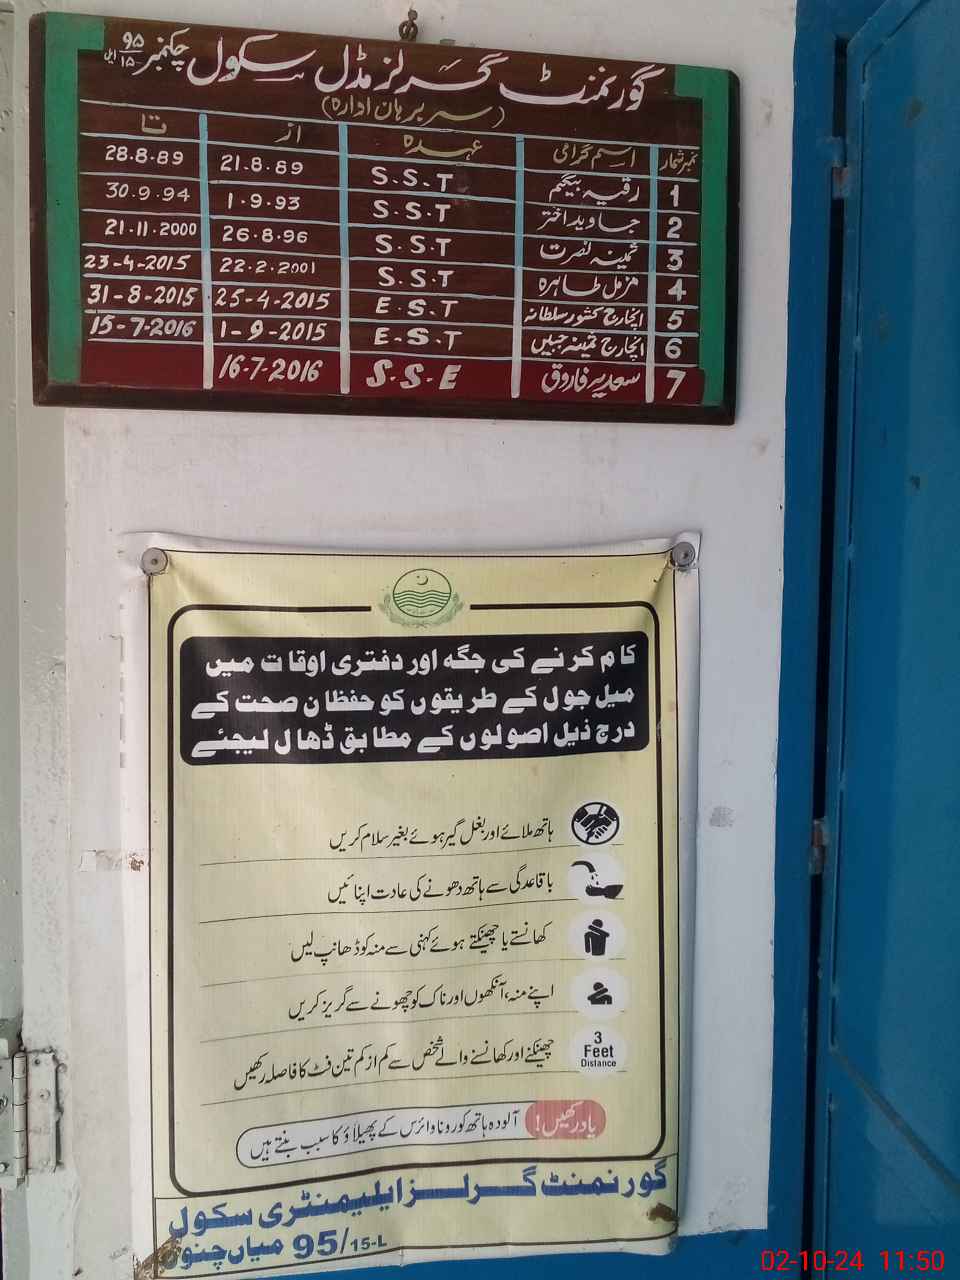 گورنمنٹ گرلز مڈل سکول چکنمبر ۹۵/۱۵ ایل
(سربرہان ادارہ)
نمبر شمار اسم گرامی عہدہ از تا
1 رقیہ بیگم S.S.T 21.8.89 28.8.89
2 جاوید اختر S.S.T 1.9.93 30.9.94
3 ثمینہ نصرت S.S.T 26.8.96 21.11.2000
4 مزمل طاہرہ S.S.T 22.2.2001 23-4-2015
5 انچارج کشور سلطانہ E.S.T 25-4-2015 31-8-2015
6 انچارج ثمینہ جبیں E.S.T 1-9-2015 15-7-2016
7 سعدیہ فاروق S.S.E 16.7.2016
کام کرنے کی جگہ اور دفتری اوقات میں
میل جول کے طریقوں کو حفظان صحت کے
درج ذیل اصولوں کے مطابق ڈھال لیجئے
ہاتھ ملائے اور بغل گیر ہوئے بغیر سلام کریں
باقاعدگی سے ہاتھ دھونے کی عادت اپنائیں
کھانستے یا چھینکتے ہوئے کہنی سے منہ کو ڈھانپ لیں
اپنے منہ، آنکھوں اور ناک کو چھونے سے گریز کریں
3
Feet
Distance
چھینکنے اور کھانسنے والے شخص سے کم از کم تین فٹ کا فاصلہ رکھیں
یاد رکھیں! آلودہ ہاتھ کورونا وائرس کے پھیلاؤ کا سبب بنتے ہیں
گورنمنٹ گرلز ایلیمنٹری سکول
95/15-L میاں چنوں
02-10-24 11:50